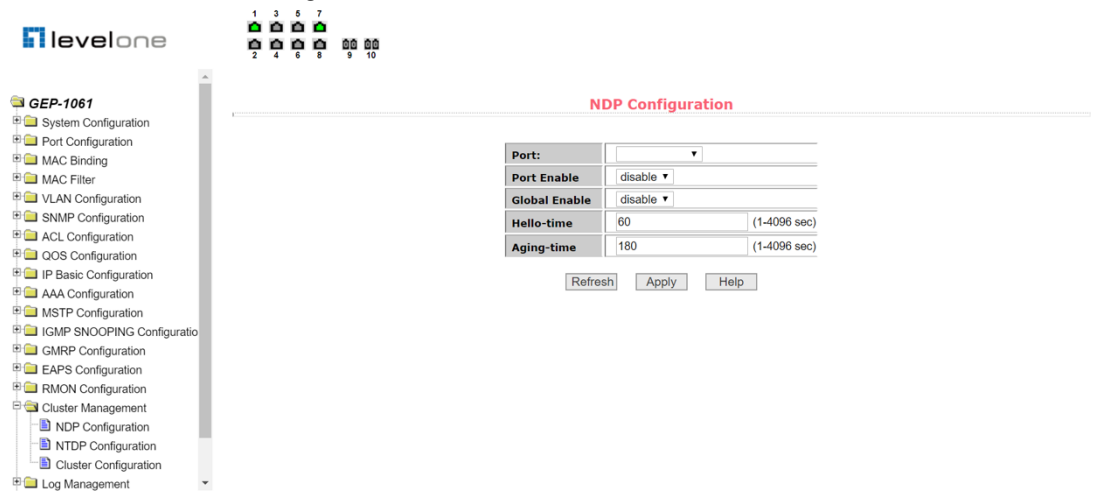 levelone
1 3 5 7
2 4 6 8 9 10
GEP-1061
System Configuration
Port Configuration
MAC Binding
MAC Filter
VLAN Configuration
SNMP Configuration
ACL Configuration
QOS Configuration
IP Basic Configuration
AAA Configuration
MSTP Configuration
IGMP SNOOPING Configuratio
GMRP Configuration
EAPS Configuration
RMON Configuration
Cluster Management
NDP Configuration
NTDP Configuration
Cluster Configuration
Log Management
NDP Configuration
Port:
Port Enable disable
Global Enable disable
Hello-time 60 (1-4096 sec)
Aging-time 180 (1-4096 sec)
Refresh Apply Help